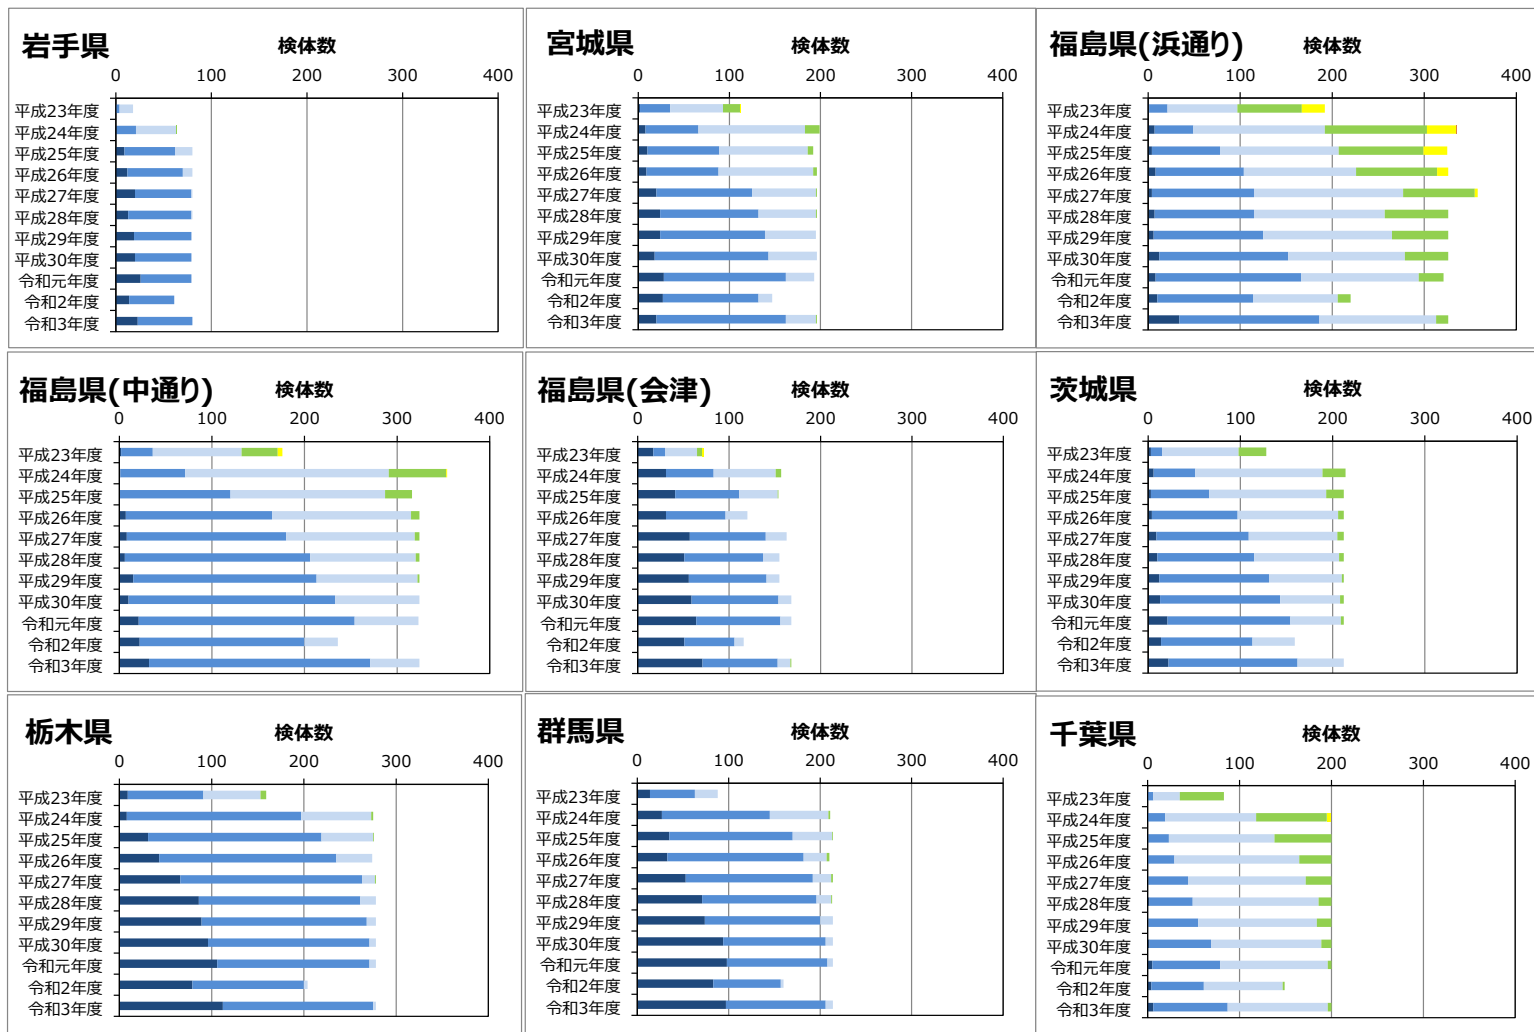 岩手県 検体数
0 100 200 300 400
平成23年度
平成24年度
平成25年度
平成26年度
平成27年度
平成28年度
平成29年度
平成30年度
令和元年度
令和2年度
令和3年度
宮城県 検体数
0 100 200 300 400
平成23年度
平成24年度
平成25年度
平成26年度
平成27年度
平成28年度
平成29年度
平成30年度
令和元年度
令和2年度
令和3年度
福島県(浜通り) 検体数
0 100 200 300 400
平成23年度
平成24年度
平成25年度
平成26年度
平成27年度
平成28年度
平成29年度
平成30年度
令和元年度
令和2年度
令和3年度
福島県(中通り) 検体数
0 100 200 300 400
平成23年度
平成24年度
平成25年度
平成26年度
平成27年度
平成28年度
平成29年度
平成30年度
令和元年度
令和2年度
令和3年度
福島県(会津) 検体数
0 100 200 300 400
平成23年度
平成24年度
平成25年度
平成26年度
平成27年度
平成28年度
平成29年度
平成30年度
令和元年度
令和2年度
令和3年度
茨城県 検体数
0 100 200 300 400
平成23年度
平成24年度
平成25年度
平成26年度
平成27年度
平成28年度
平成29年度
平成30年度
令和元年度
令和2年度
令和3年度
栃木県 検体数
0 100 200 300 400
平成23年度
平成24年度
平成25年度
平成26年度
平成27年度
平成28年度
平成29年度
平成30年度
令和元年度
令和2年度
令和3年度
群馬県 検体数
0 100 200 300 400
平成23年度
平成24年度
平成25年度
平成26年度
平成27年度
平成28年度
平成29年度
平成30年度
令和元年度
令和2年度
令和3年度
千葉県 検体数
0 100 200 300 400
平成23年度
平成24年度
平成25年度
平成26年度
平成27年度
平成28年度
平成29年度
平成30年度
令和元年度
令和2年度
令和3年度